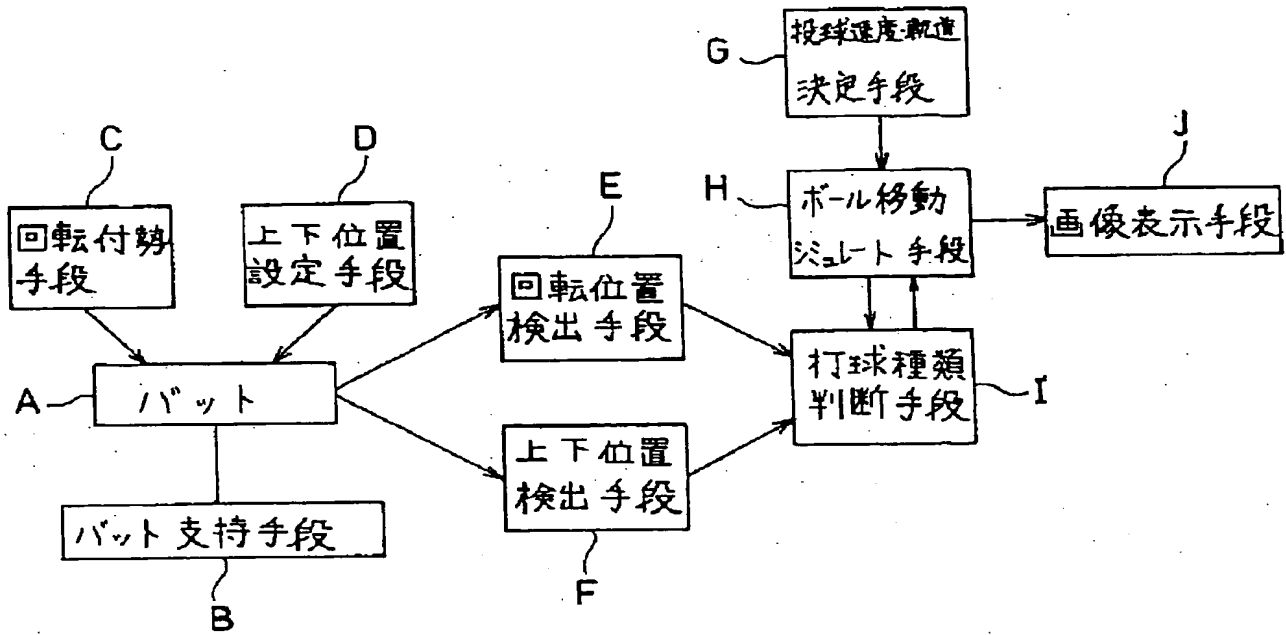 投球速度・軌道
決定手段
G
J
C
D
E
H
ボール移動
シミュレート手段
画像表示手段
回転付勢
手段
上下位置
設定手段
回転位置
検出手段
打球種類
判断手段
I
A
バット
上下位置
検出手段
バット支持手段
F
B